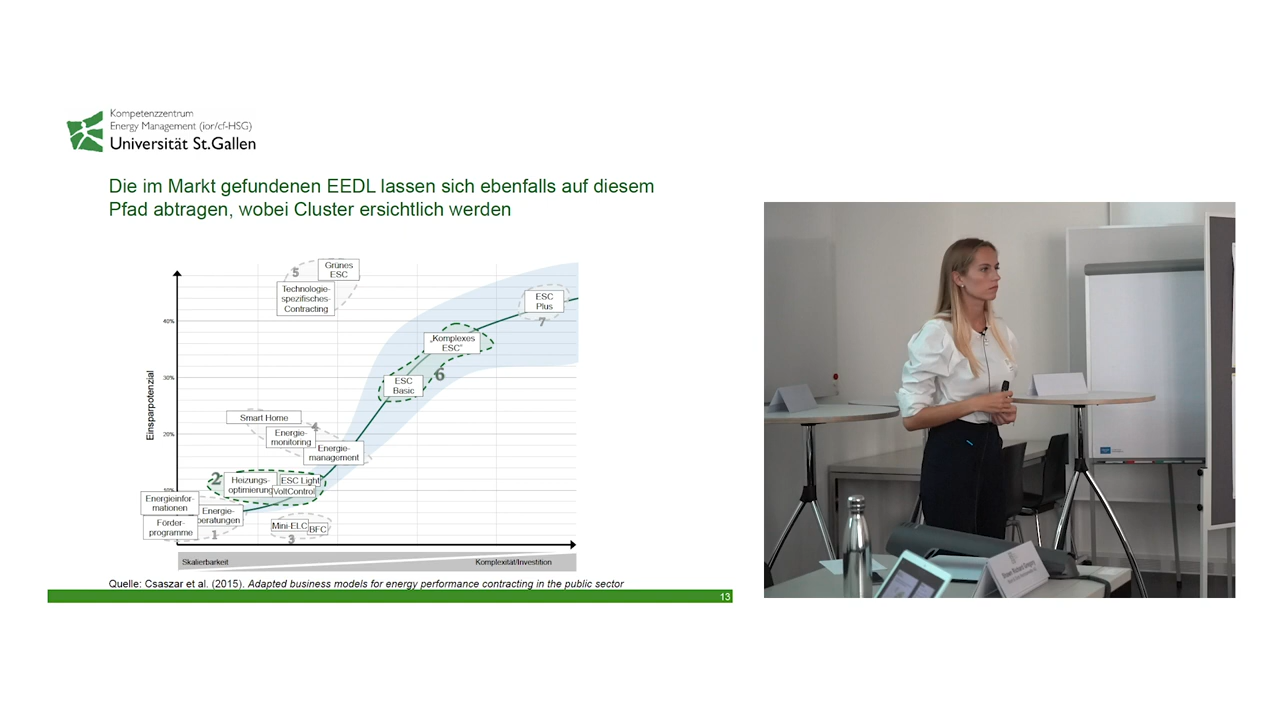 Kompetenzzentrum
Energy Management (ior/cf-HSG)
Universität St.Gallen
Die im Markt gefundenen EEDL lassen sich ebenfalls auf diesem
Pfad abtragen, wobei Cluster ersichtlich werden
5
Grünes
ESC
Technologie-
spezifisches-
Contracting
ESC
Plus
7
40%
„Komplexes
ESC“
6
30%
ESC
Basic
Einsparpotenzial
Smart Home
4
Energie-
monitoring
20%
Energie-
management
2
Heizungs-
optimierung
ESC Light
VoltControl
10%
Energieinfor-
mationen
Energie-
beratungen
Förder-
programme
1
Mini-ELC
BFC
3
Skalierbarkeit
Komplexität/Investition
Quelle: Csaszar et al. (2015). Adapted business models for energy performance contracting in the public sector
13